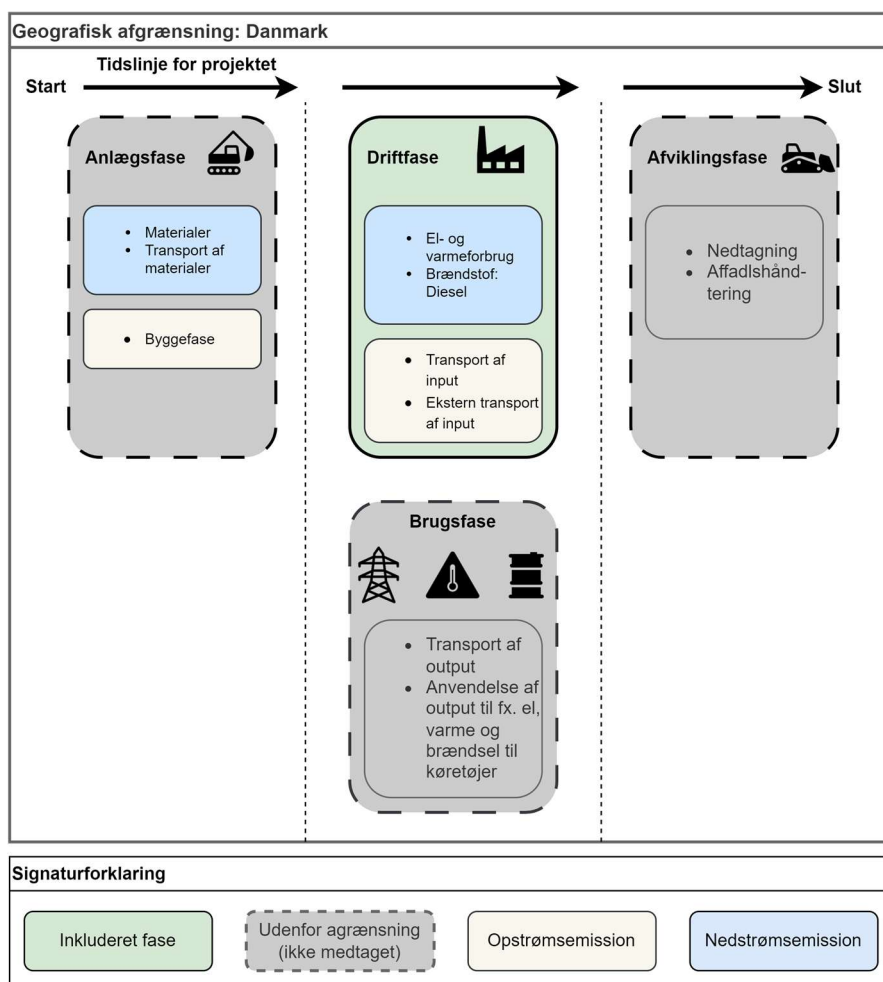 Geografisk afgrænsning: Danmark
Tidslinje for projektet
Start
Slut
Anlægsfase
• Materialer
• Transport af
materialer
• Byggefase
Driftfase
• El- og
varmeforbrug
• Brændstof:
Diesel
• Transport af
input
• Ekstern transport
af input
Afviklingsfase
• Nedtagning
• Affadlshånd-
tering
Brugsfase
• Transport af
output
• Anvendelse af
output til fx. el,
varme og
brændsel til
køretøjer
Signaturforklaring
Inkluderet fase
Udenfor agrænsning
(ikke medtaget)
Opstrømsemission
Nedstrømsemission